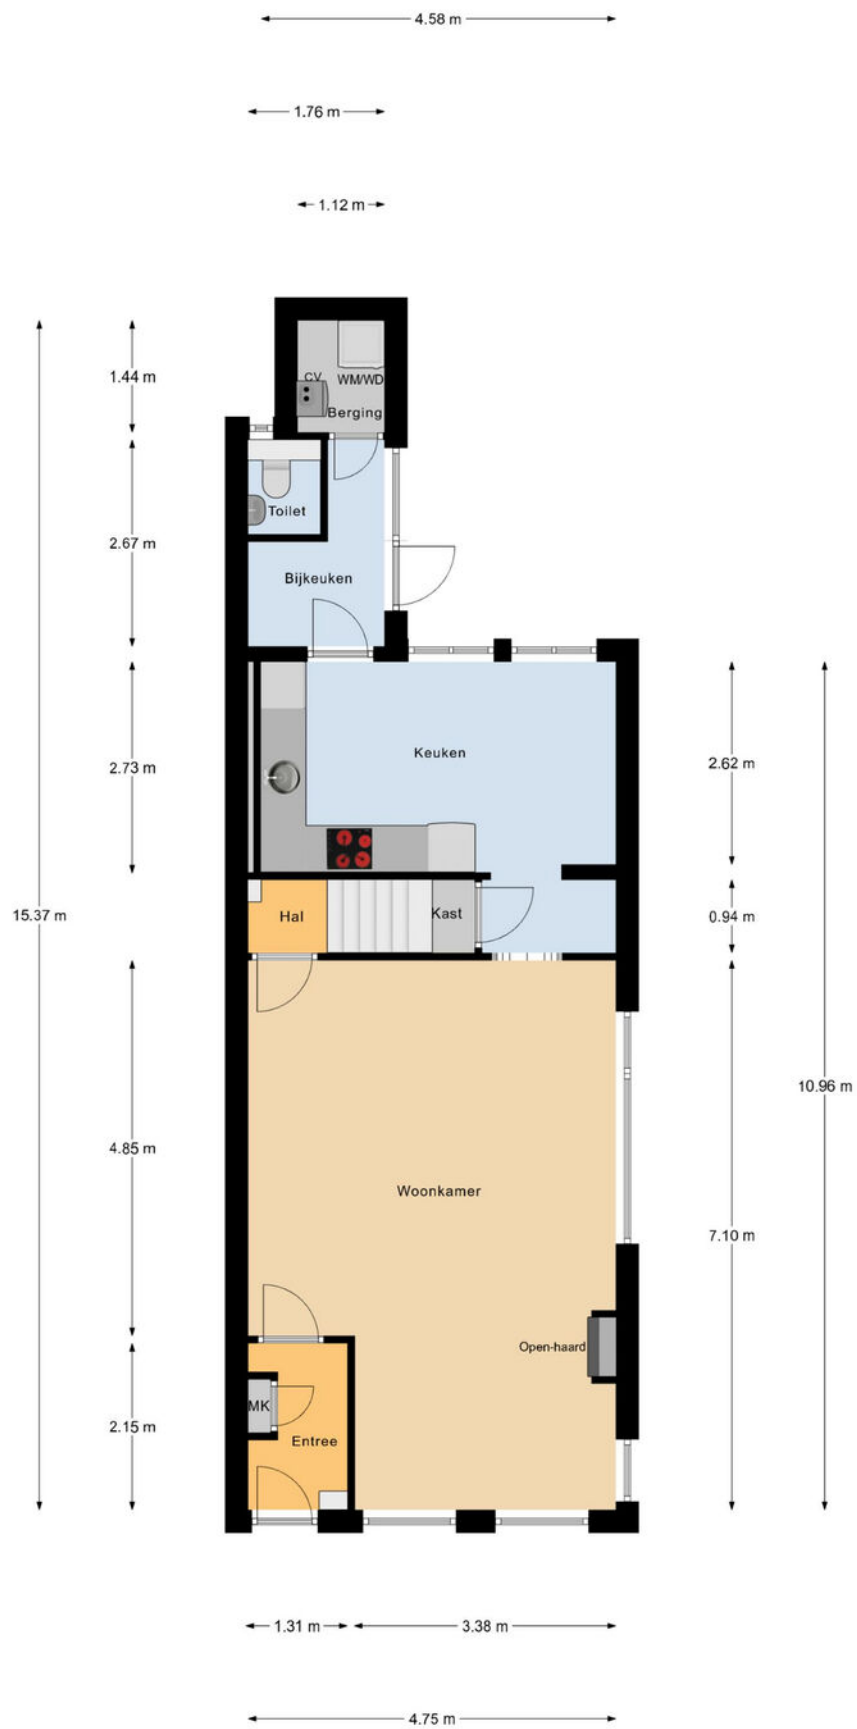 4.58 m
1.76 m
1.12 m
1.44 m
CV WM/WD
Berging
Toilet
2.67 m
Bijkeuken
Keuken
2.73 m
2.62 m
15.37 m
Hal
Kast
0.94 m
10.96 m
4.85 m
Woonkamer
7.10 m
Open-haard
MK
2.15 m
Entree
1.31 m
3.38 m
4.75 m